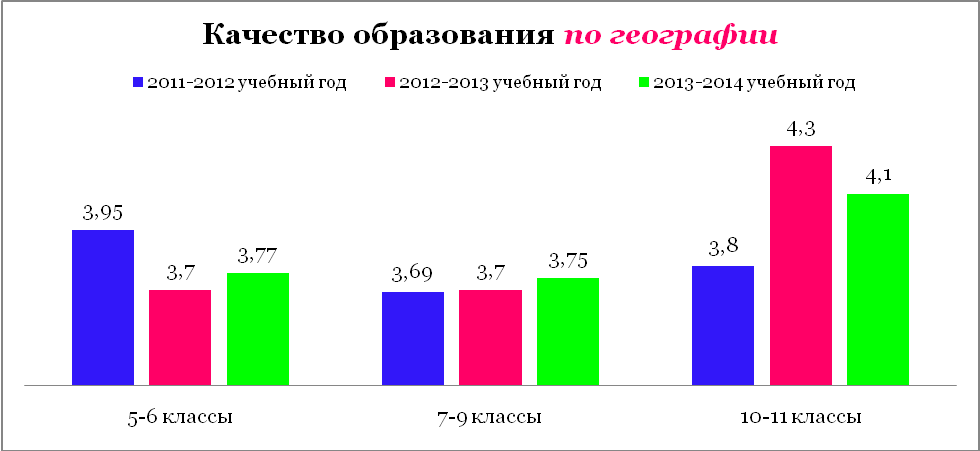 Качество образования по географии
2011-2012 учебный год 2012-2013 учебный год 2013-2014 учебный год
3,95 3,7 3,77 3,69 3,7 3,75 3,8 4,3 4,1
5-6 классы 7-9 классы 10-11 классы